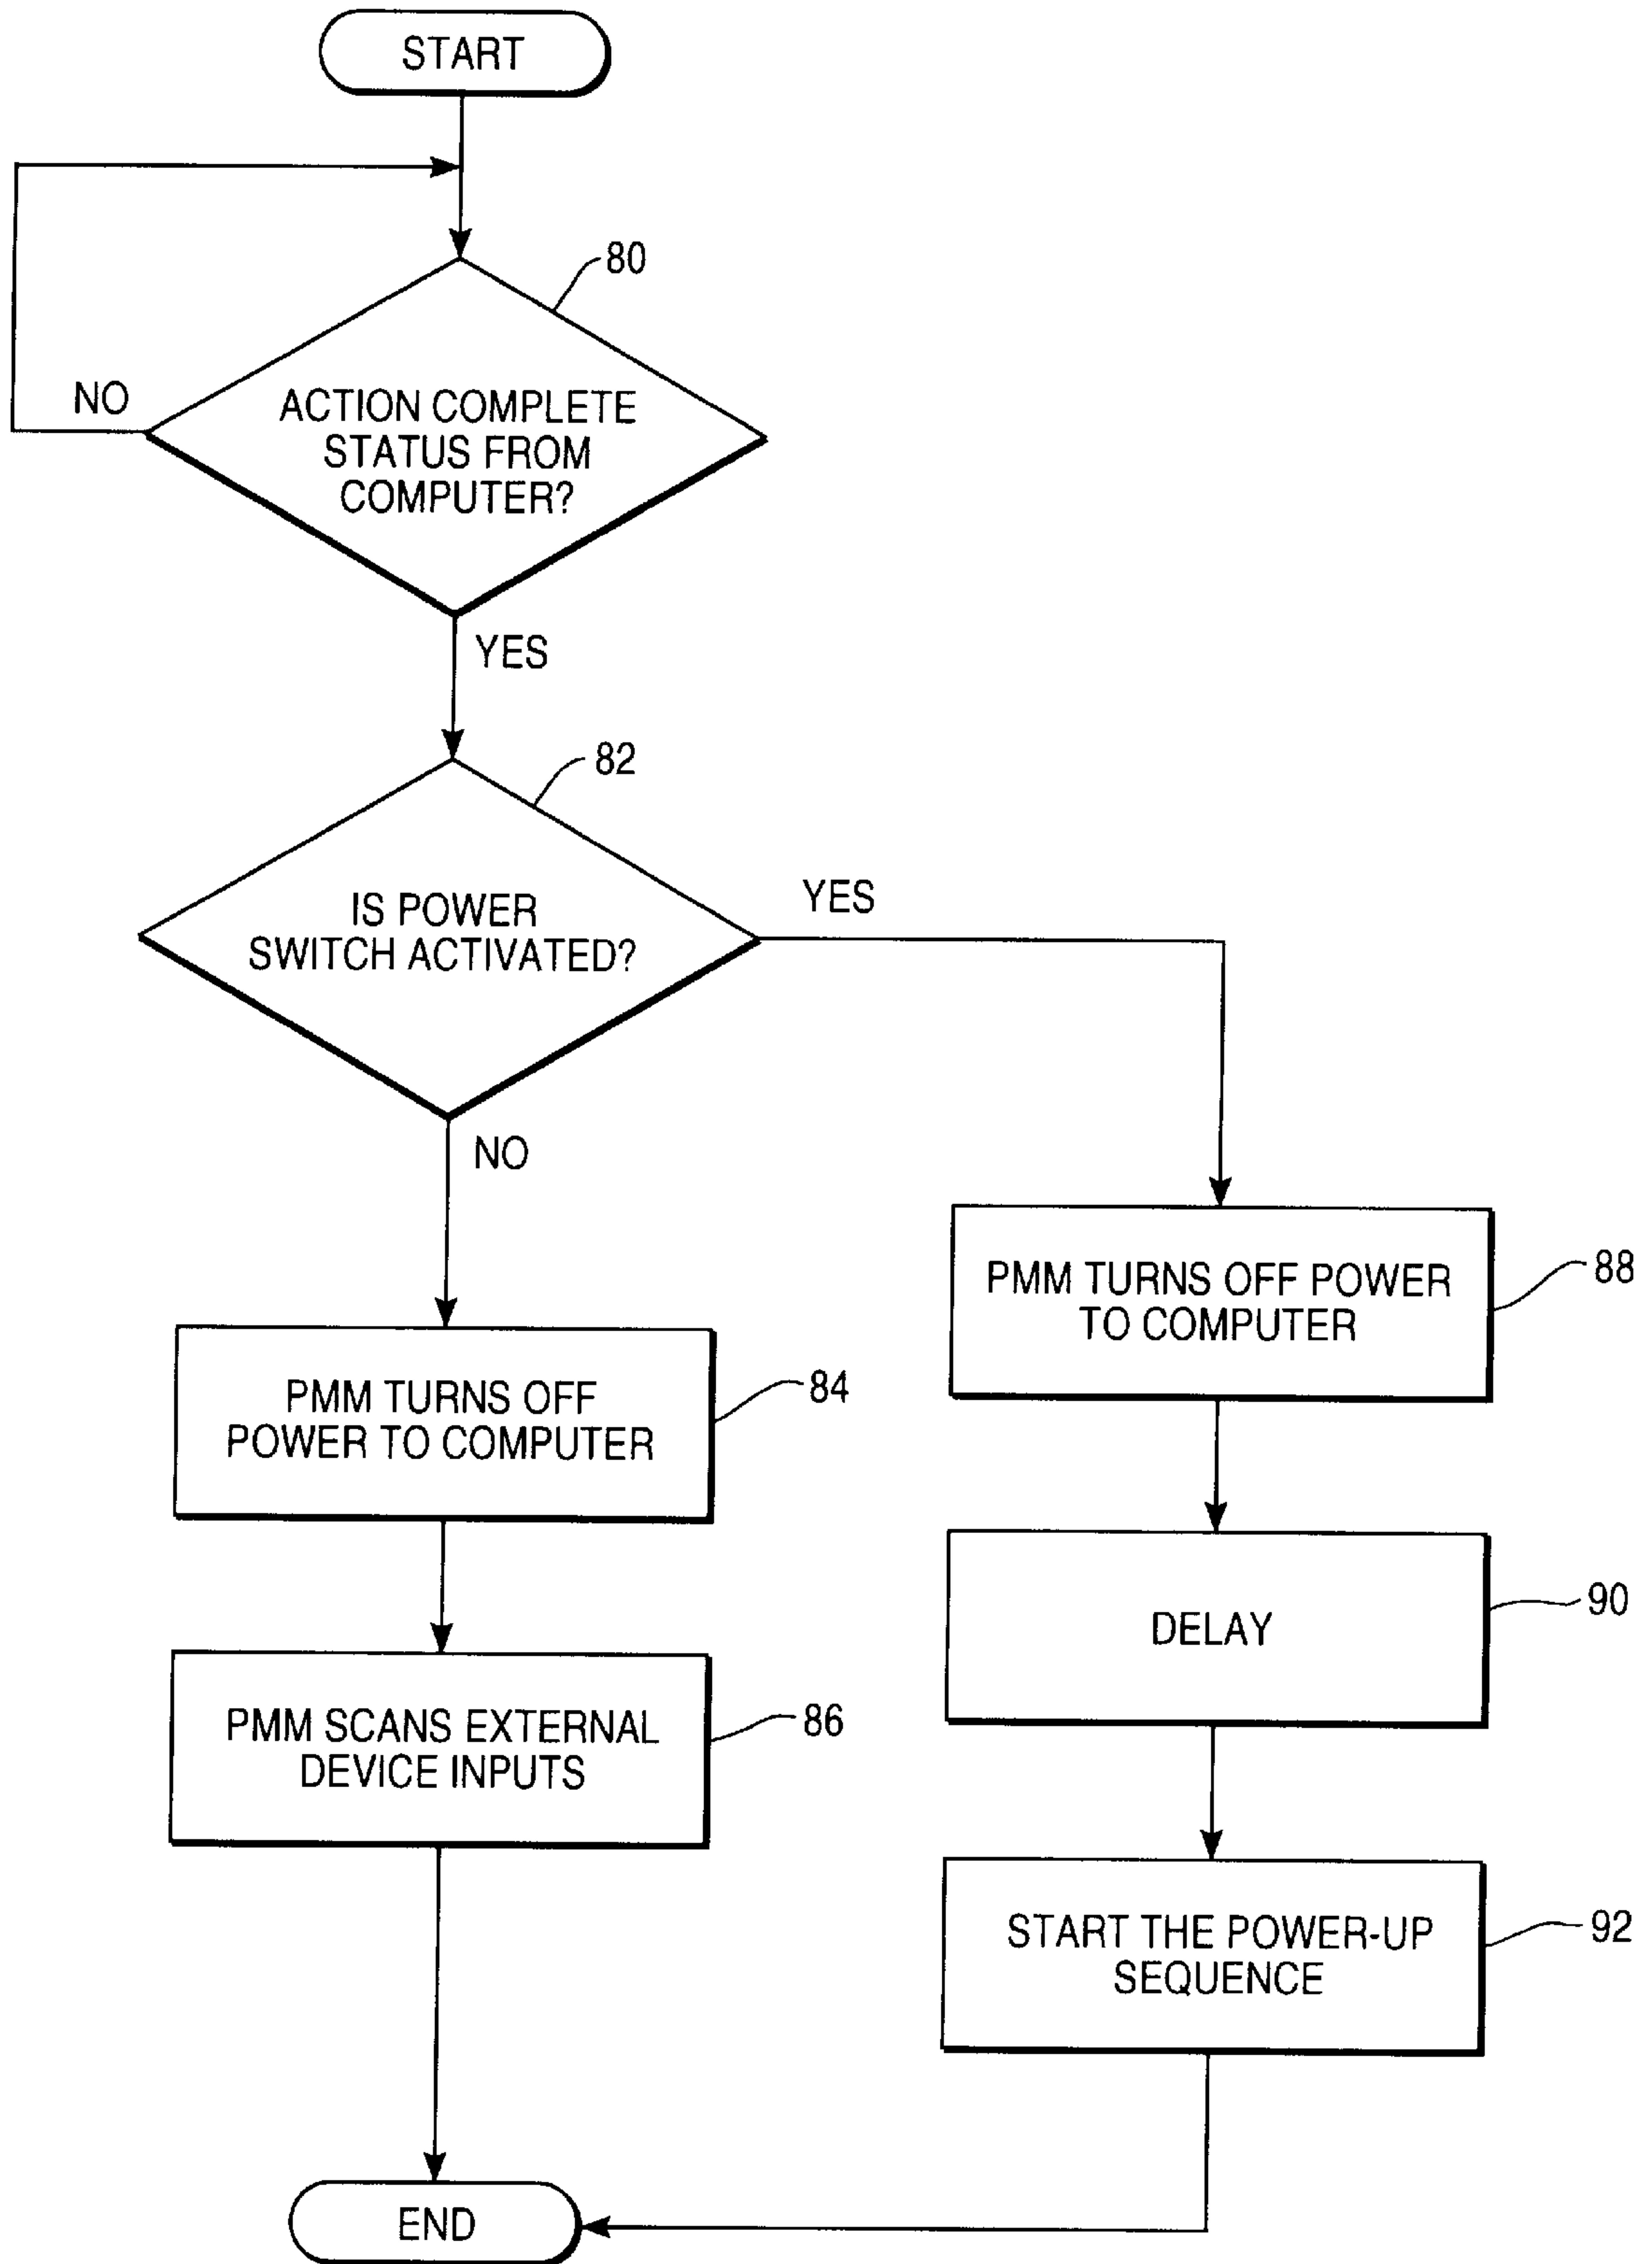 START
80
NO
ACTION COMPLETE
STATUS FROM
COMPUTER?
YES
82
IS POWER
SWITCH ACTIVATED?
YES
NO
PMM TURNS OFF POWER
TO COMPUTER
88
PMM TURNS OFF
POWER TO COMPUTER
84
DELAY
90
PMM SCANS EXTERNAL
DEVICE INPUTS
86
START THE POWER-UP
SEQUENCE
92
END